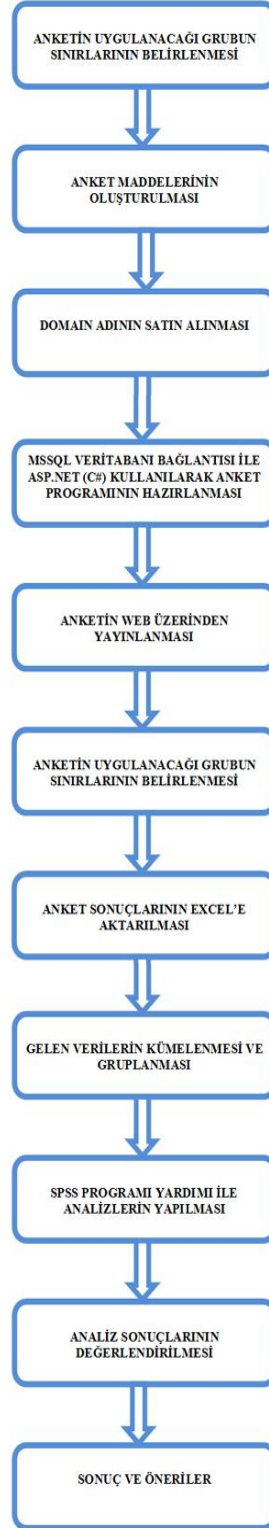 ANKETİN UYGULANACAĞI GRUBUN
SINIRLARININ BELİRLENMESİ
ANKET MADDELERİNİN
OLUŞTURULMASI
DOMAIN ADININ SATIN ALINMASI
MSSQL VERİTABANI BAĞLANTISI İLE
ASP.NET (C#) KULLANILARAK ANKET
PROGRAMININ HAZIRLANMASI
ANKETİN WEB ÜZERİNDEN
YAYINLANMASI
ANKETİN UYGULANACAĞI GRUBUN
SINIRLARININ BELİRLENMESİ
ANKET SONUÇLARININ EXCEL'E
AKTARILMASI
GELEN VERİLERİN KÜMELENMESİ VE
GRUPLANMASI
SPSS PROGRAMI YARDIMI İLE
ANALİZLERİN YAPILMASI
ANALİZ SONUÇLARININ
DEĞERLENDİRİLMESİ
SONUÇ VE ÖNERİLER